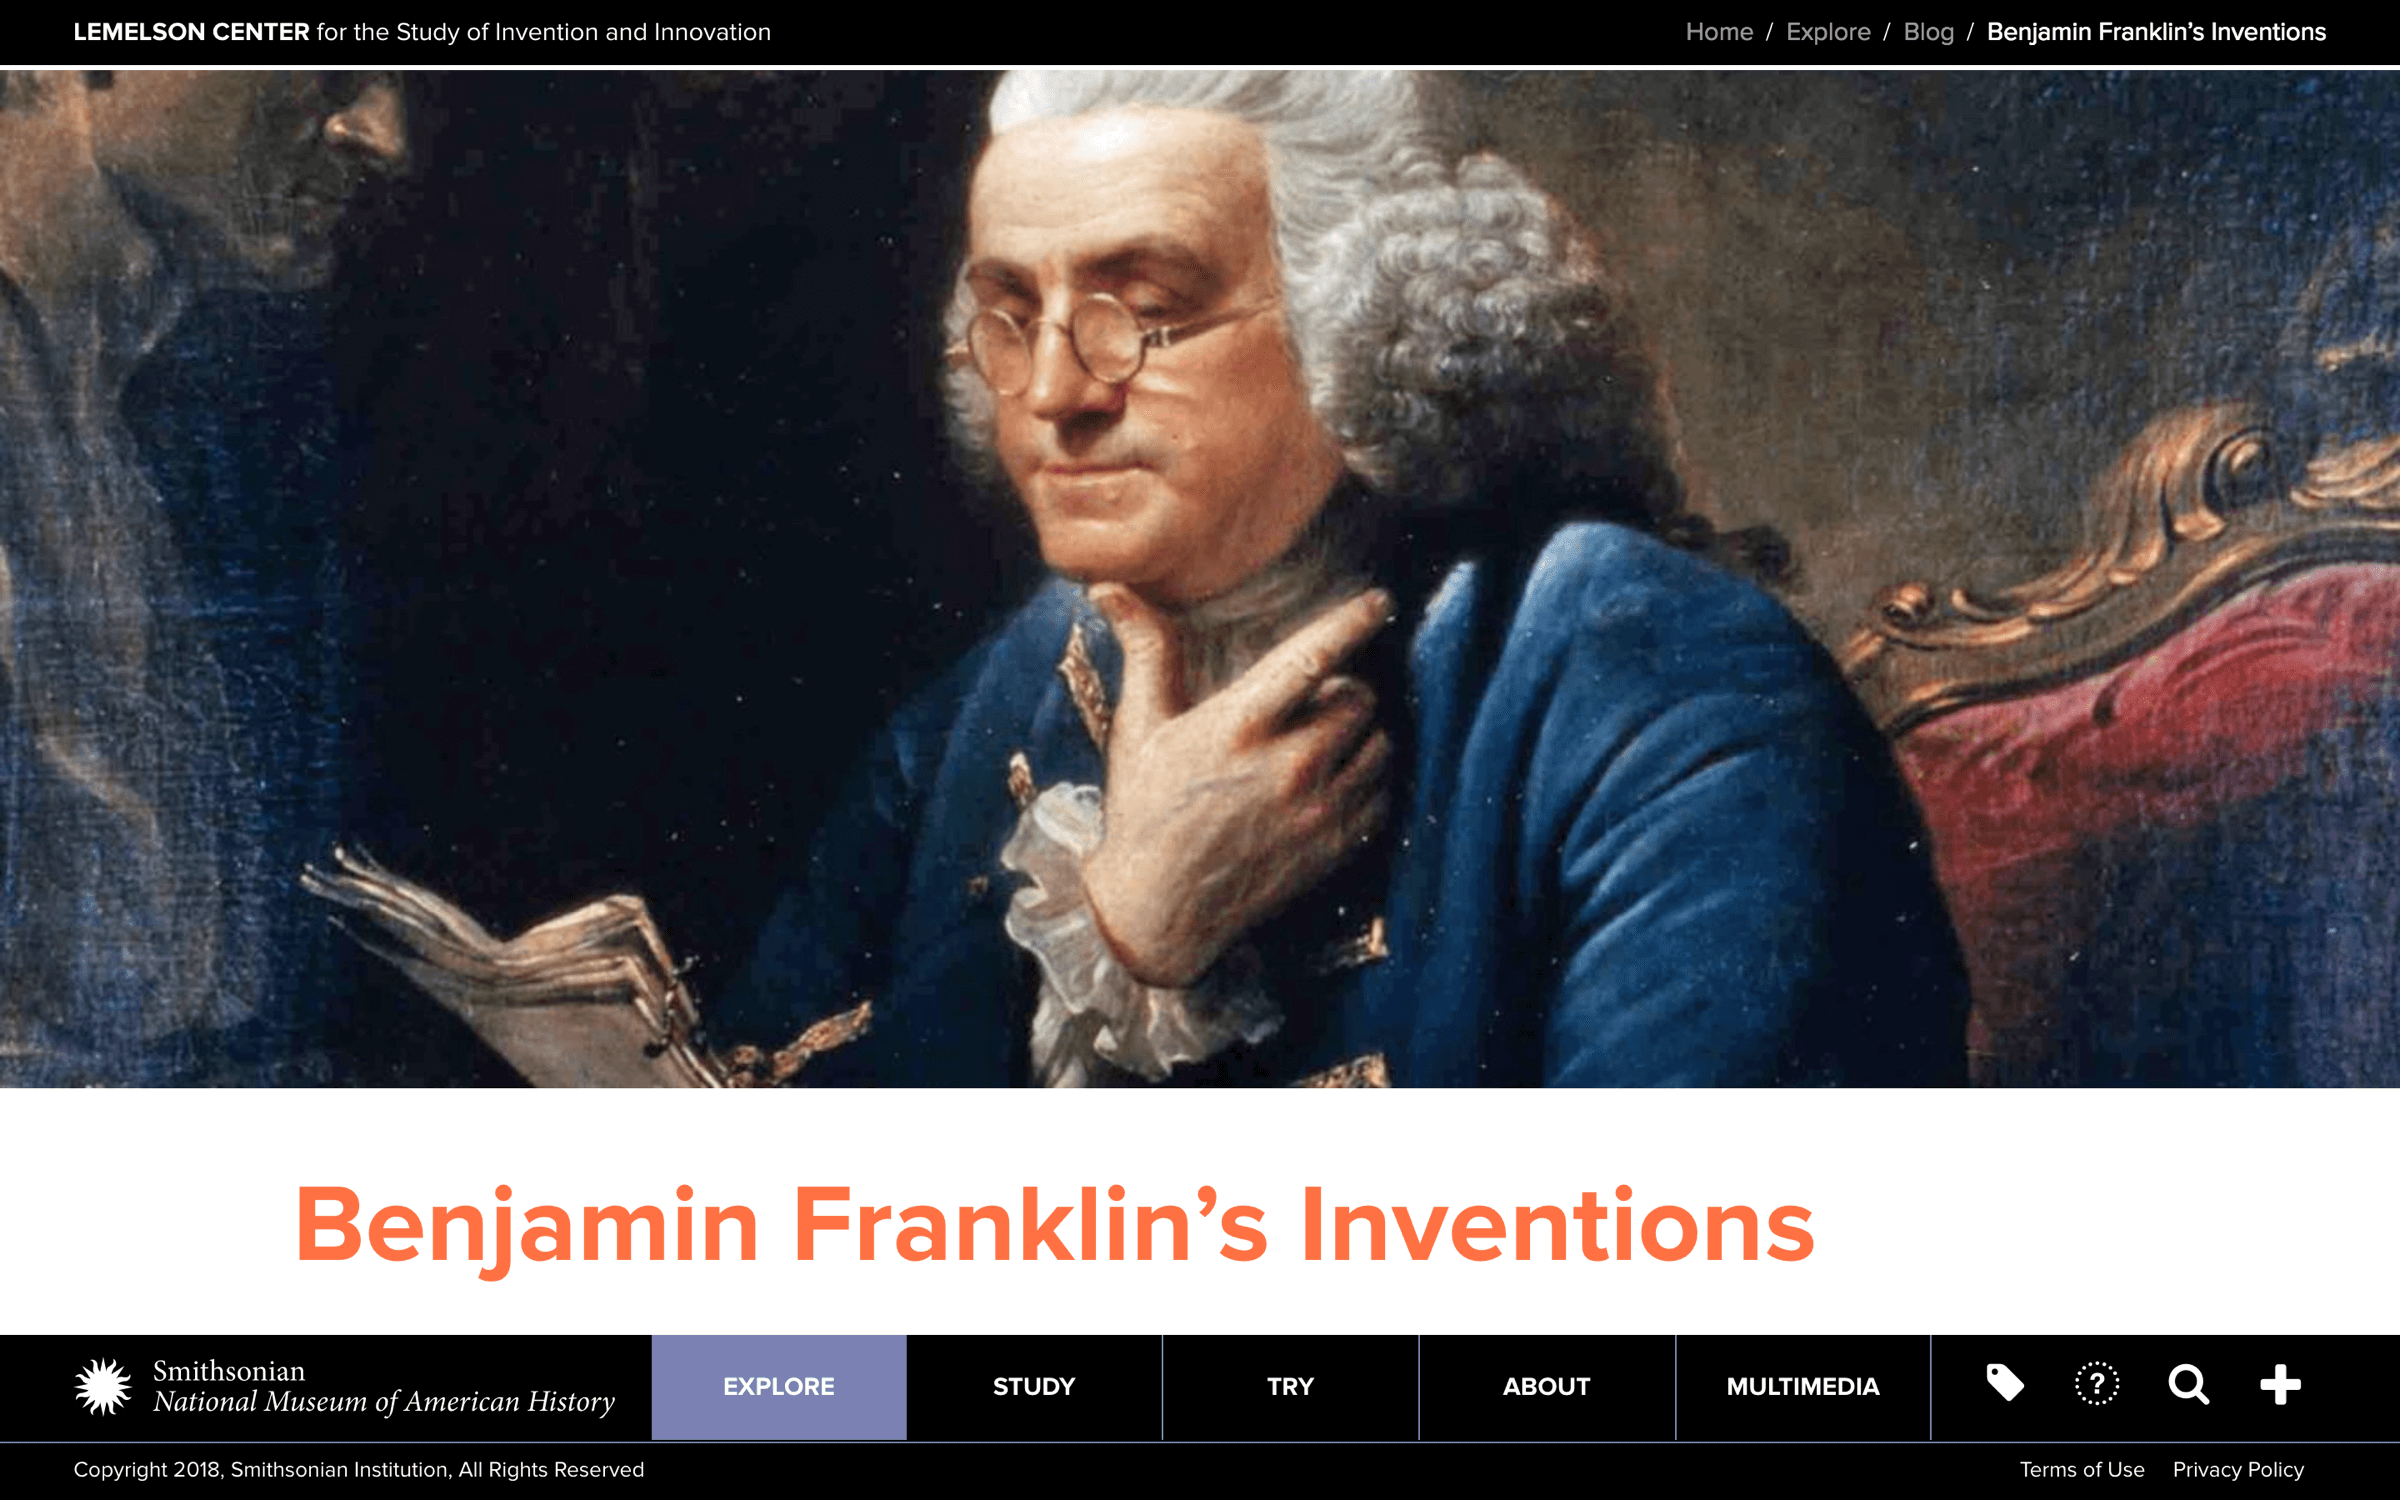 LEMELSON CENTER for the Study of Invention and Innovation
Home / Explore / Blog / Benjamin Franklin’s Inventions
Benjamin Franklin’s Inventions
Smithsonian
National Museum of American History
EXPLORE
STUDY
TRY
ABOUT
MULTIMEDIA
?
Copyright 2018, Smithsonian Institution, All Rights Reserved
Terms of Use
Privacy Policy